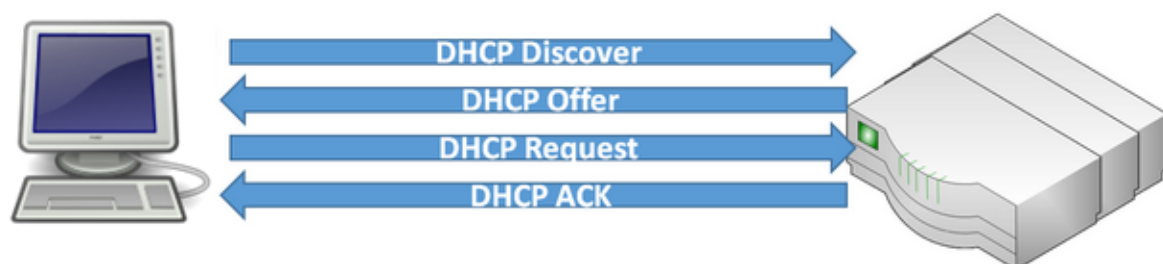 DHCP Discover
DHCP Offer
DHCP Request
DHCP ACK